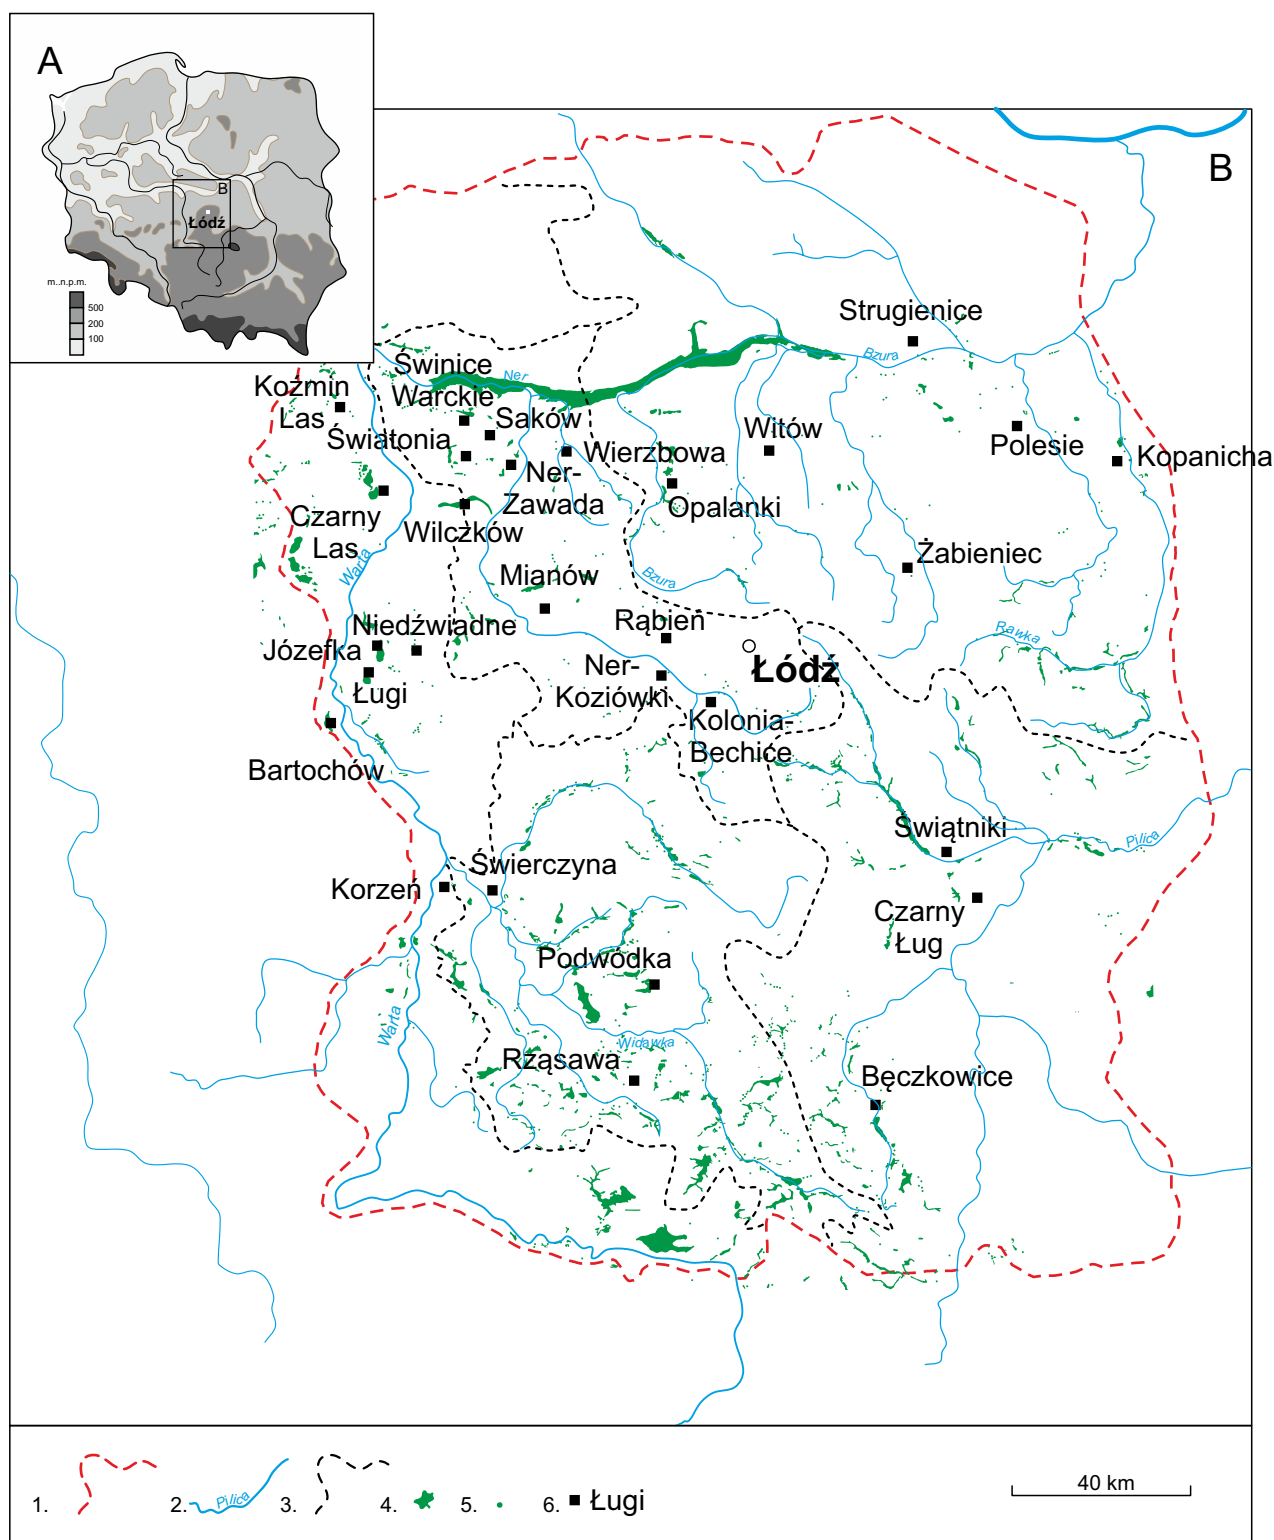 A
B
Łódź
m..n.p.m.
500
200
100
B
Strugienice
Bzura
Świnice
Warckie
Ner
Koźmin
Las
Saków
Światonia
Wierzbowa
Witów
Polesie
Kopanicha
Ner-
Zawada
Opalanki
Czarny
Las
Wilczków
Warta
Żabieniec
Mianów
Bzura
Niedźwiadne
Rąbień
Rawka
Józefka
Łódź
Ługi
Ner-
Koziówki
Kolonia-
Bechice
Bartochów
Świątniki
Pilica
Świerczyna
Korzeń
Czarny
Ług
Podwódka
Warta
Widawka
Rząsawa
Bęczkowice
1.
2.
Pilica
3.
4.
5.
6.
Ługi
40 km